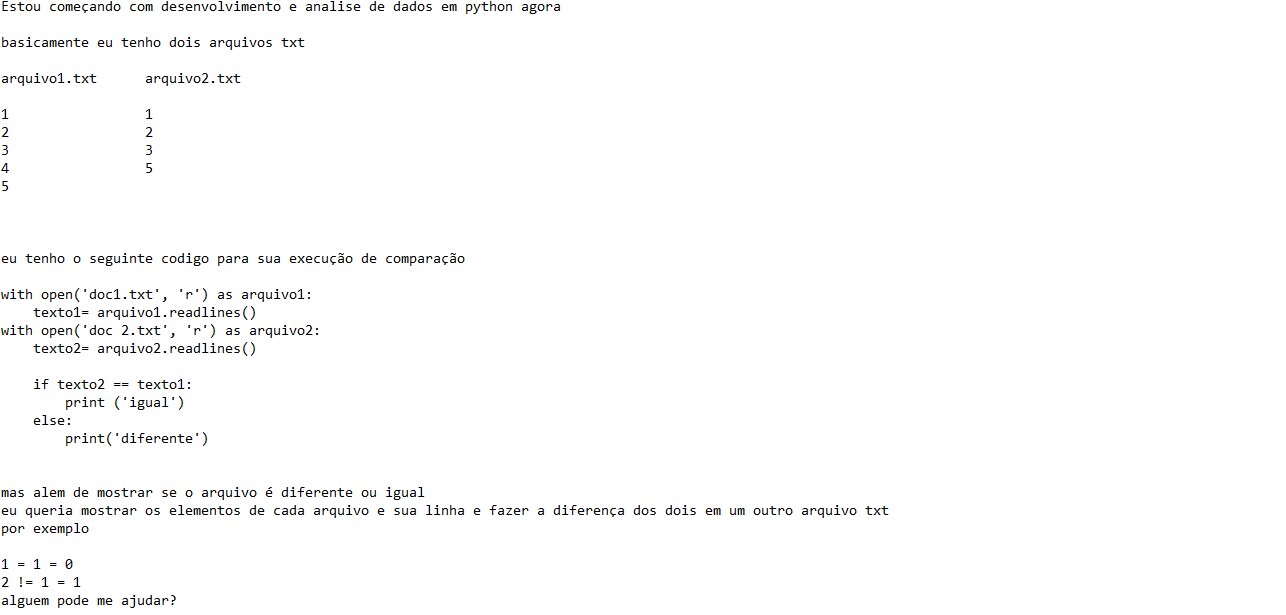 Estou começando com desenvolvimento e analise de dados em python agora
basicamente eu tenho dois arquivos txt
arquivo1.txt      arquivo2.txt
1                 1
2                 2
3                 3
4                 5
5
eu tenho o seguinte codigo para sua execução de comparação
with open('doc1.txt', 'r') as arquivo1:
    texto1= arquivo1.readlines()
with open('doc 2.txt', 'r') as arquivo2:
    texto2= arquivo2.readlines()
    if texto2 == texto1:
        print ('igual')
    else:
        print('diferente')
mas alem de mostrar se o arquivo é diferente ou igual
eu queria mostrar os elementos de cada arquivo e sua linha e fazer a diferença dos dois em um outro arquivo txt
por exemplo
1 = 1 = 0
2 != 1 = 1
alguem pode me ajudar?